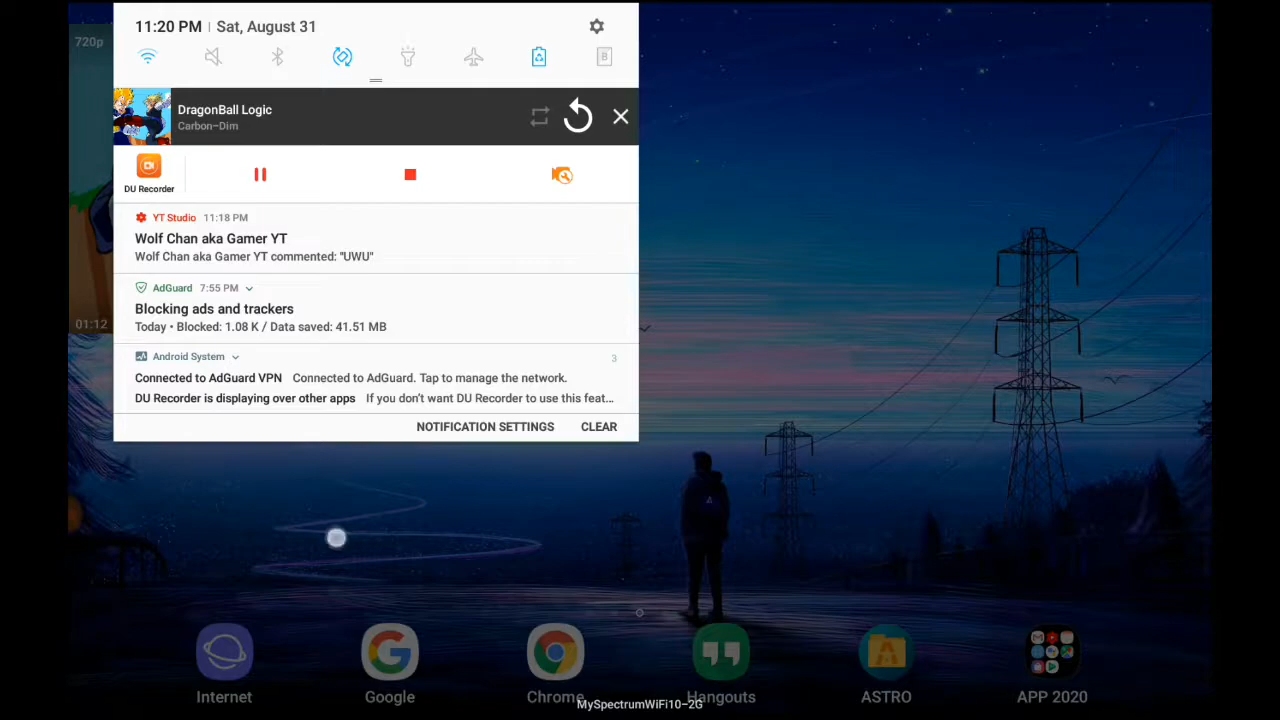 11:20 PM | Sat, August 31
720p
B
DragonBall Logic
Carbon-Dim
DU Recorder
YT Studio 11:18 PM
Wolf Chan aka Gamer YT
Wolf Chan aka Gamer YT commented: "UWU"
AdGuard 7:55 PM
Blocking ads and trackers
Today • Blocked: 1.08 K / Data saved: 41.51 MB
01:12
Android System
3
Connected to AdGuard VPN Connected to AdGuard. Tap to manage the network.
DU Recorder is displaying over other apps If you don't want DU Recorder to use this feat...
NOTIFICATION SETTINGS CLEAR
Internet
Google
Chrome
Hangouts
ASTRO
APP 2020
MySpectrumWiFi10-2G